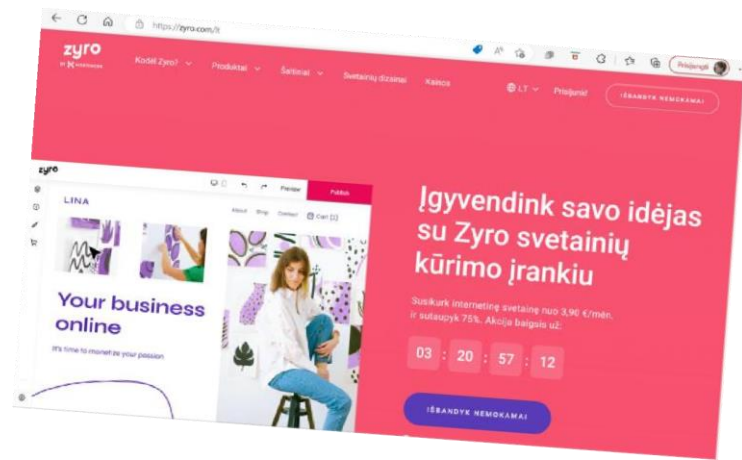 https://zyro.com/lt
Prisijungti
zyro
Kodėl Zyro?
Produktai
Šaltiniai
Svetainių dizainai
Kainos
LT
Prisijunk!
IŠBANDYK NEMOKAMAI
zyro
Preview
Publish
LINA
About Blog Contact Cart (2)
Your business
online
It's time to monetize your passion
Įgyvendink savo idėjas
su Zyro svetainių
kūrimo įrankiu
Susikurk internetinę svetainę nuo 3,90 €/mėn.
ir sutaupyk 75%. Akcija baigsis už:
03 : 20 : 57 : 12
IŠBANDYK NEMOKAMAI